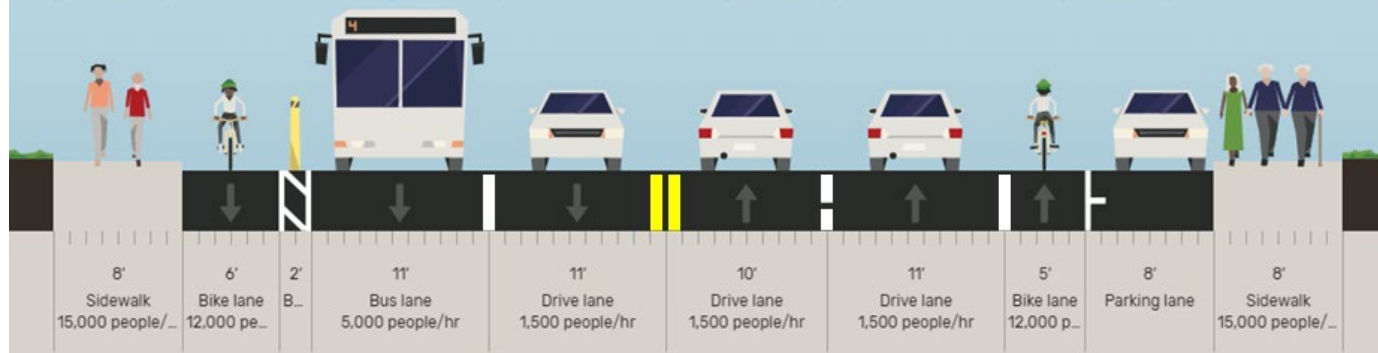 4
8'
Sidewalk
15,000 people/...
6'
Bike lane
12,000 pe...
2'
B...
11'
Bus lane
5,000 people/hr
11'
Drive lane
1,500 people/hr
10'
Drive lane
1,500 people/hr
11'
Drive lane
1,500 people/hr
5'
Bike lane
12,000 p...
8'
Parking lane
8'
Sidewalk
15,000 people/...